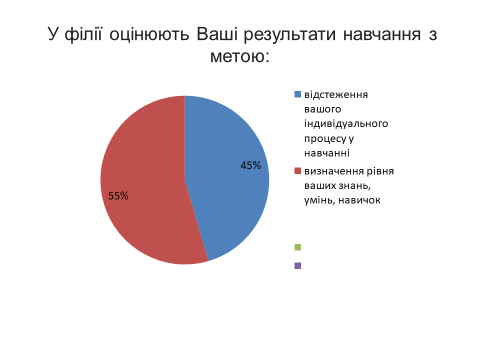 У філії оцінюють Ваші результати навчання з
метою:
відстеження
вашого
індивідуального
процесу у
навчанні
45%
55%
визначення рівня
ваших знань,
умінь, навичок